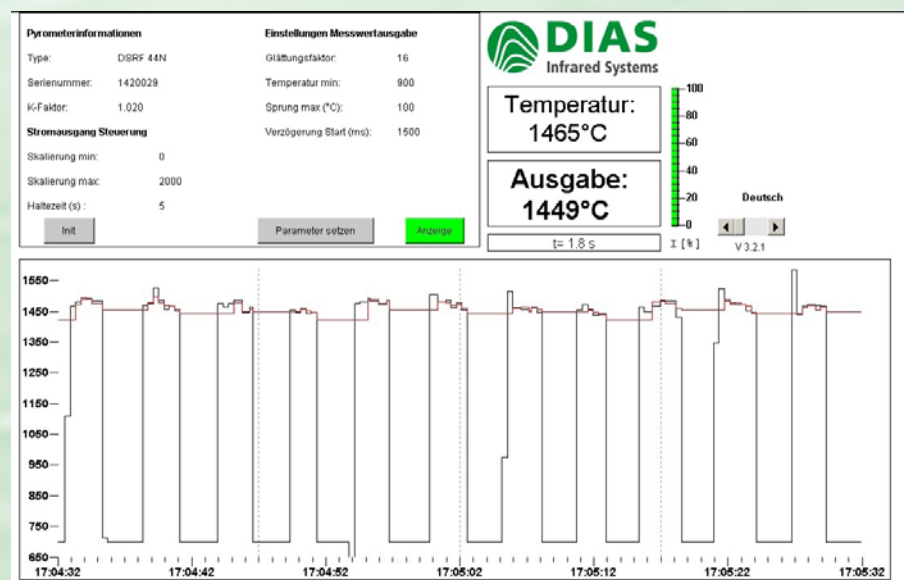 Pyrometerinformationen
Type: DSRF 44N
Serienummer: 1420029
K-Faktor: 1.020
Stromausgang Steuerung
Skalierung min: 0
Skalierung max: 2000
Haltezeit (s) : 5
Init
Einstellungen Messwertausgabe
Glättungsfaktor: 16
Temperatur min: 900
Sprung max (°C): 100
Verzögerung Start (ms): 1500
Parameter setzen
Anzeige
DIAS
Infrared Systems
Temperatur:
1465°C
Ausgabe:
1449°C
t= 1.8 s
100
80
60
40
20
0
I [%]
Deutsch
V 3.2.1
1550
1450
1350
1250
1150
1050
950
850
750
650
17:04:32 17:04:42 17:04:52 17:05:02 17:05:12 17:05:22 17:05:32